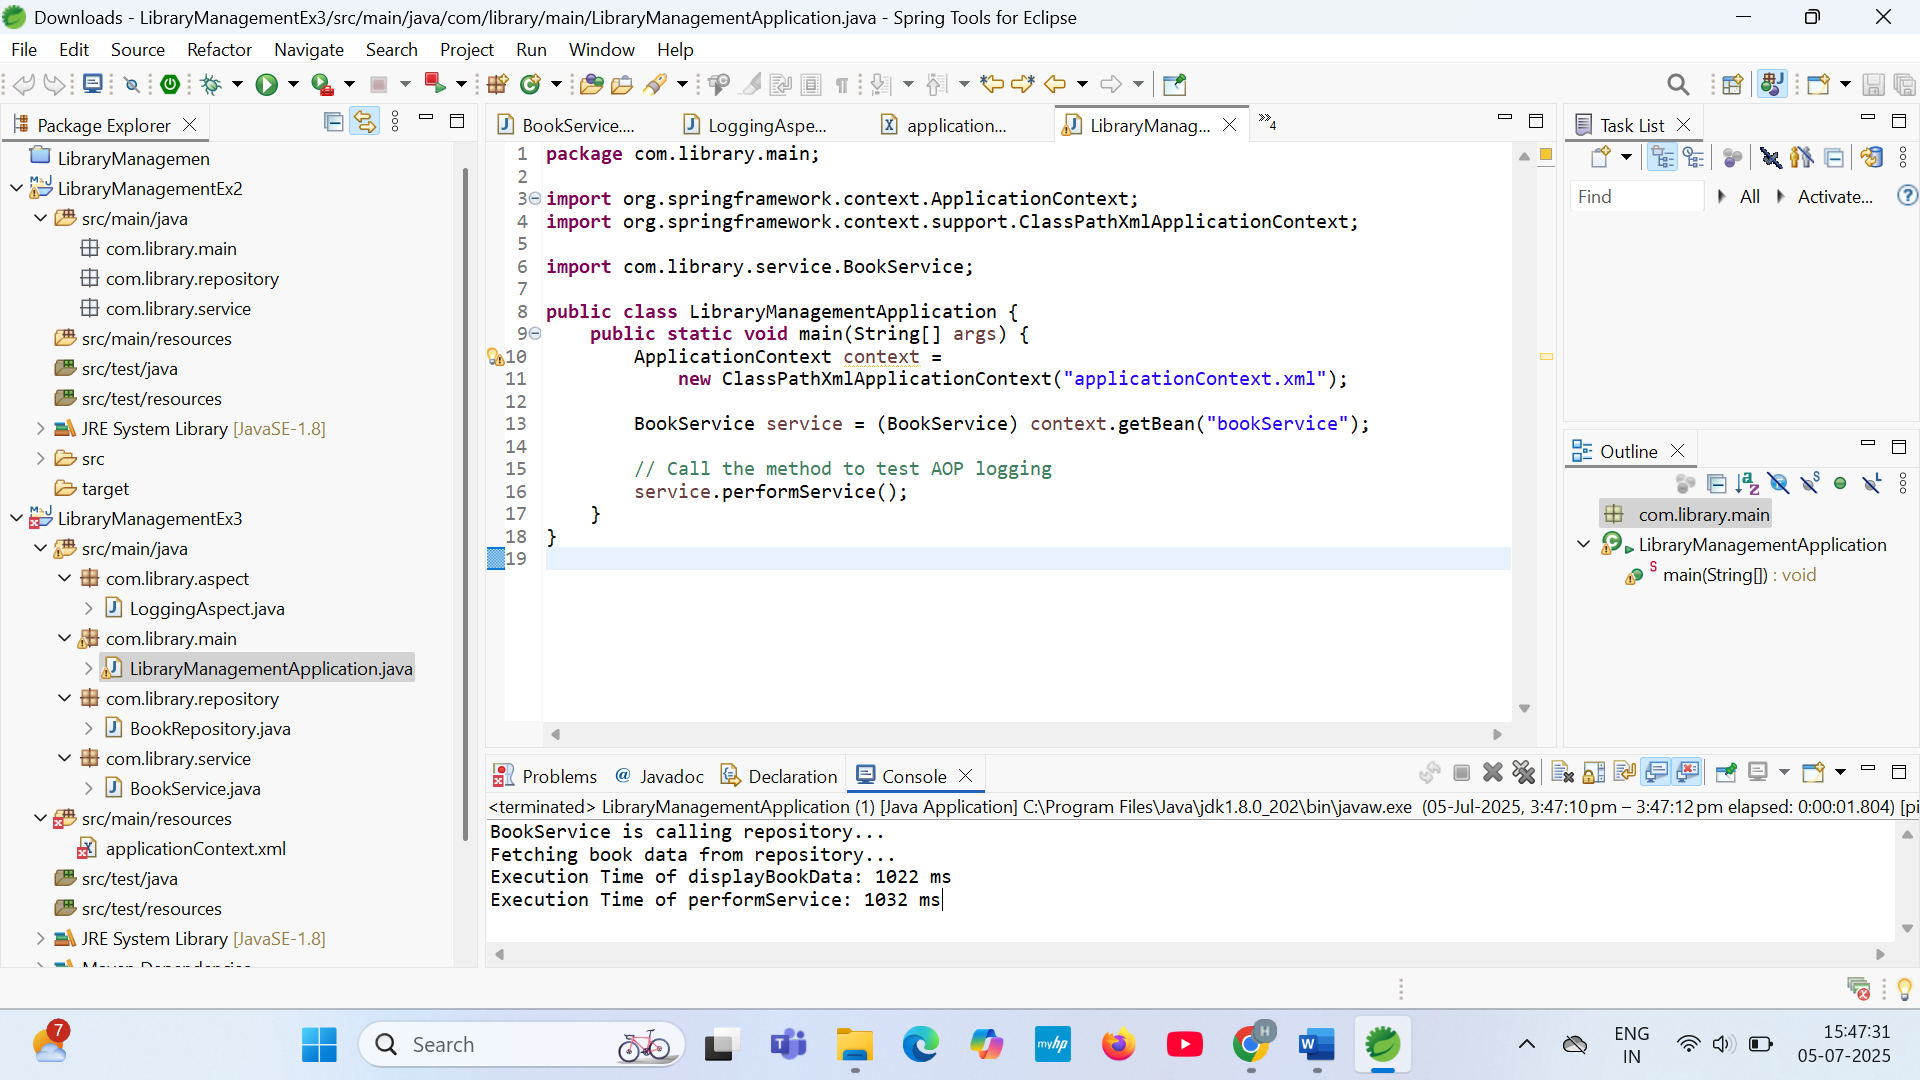 Downloads - LibraryManagementEx3/src/main/java/com/library/main/LibraryManagementApplication.java - Spring Tools for Eclipse
File Edit Source Refactor Navigate Search Project Run Window Help
Package Explorer
LibraryManagemen
LibraryManagementEx2
src/main/java
com.library.main
com.library.repository
com.library.service
src/main/resources
src/test/java
src/test/resources
JRE System Library [JavaSE-1.8]
src
target
LibraryManagementEx3
src/main/java
com.library.aspect
LoggingAspect.java
com.library.main
LibraryManagementApplication.java
com.library.repository
BookRepository.java
com.library.service
BookService.java
src/main/resources
applicationContext.xml
src/test/java
src/test/resources
JRE System Library [JavaSE-1.8]
BookService.... LoggingAspe... application... LibraryManag... »4
1 package com.library.main;
2
3 import org.springframework.context.ApplicationContext;
4 import org.springframework.context.support.ClassPathXmlApplicationContext;
5
6 import com.library.service.BookService;
7
8 public class LibraryManagementApplication {
9 public static void main(String[] args) {
10 ApplicationContext context =
11 new ClassPathXmlApplicationContext("applicationContext.xml");
12
13 BookService service = (BookService) context.getBean("bookService");
14
15 // Call the method to test AOP logging
16 service.performService();
17 }
18 }
19
Task List
Find All Activate...
Outline
com.library.main
LibraryManagementApplication
main(String[]) : void
Problems Javadoc Declaration Console
<terminated> LibraryManagementApplication (1) [Java Application] C:\Program Files\Java\jdk1.8.0_202\bin\javaw.exe (05-Jul-2025, 3:47:10 pm – 3:47:12 pm elapsed: 0:00:01.804) [pi
BookService is calling repository...
Fetching book data from repository...
Execution Time of displayBookData: 1022 ms
Execution Time of performService: 1032 ms
7
Search
myhp
H
ENG
IN
15:47:31
05-07-2025